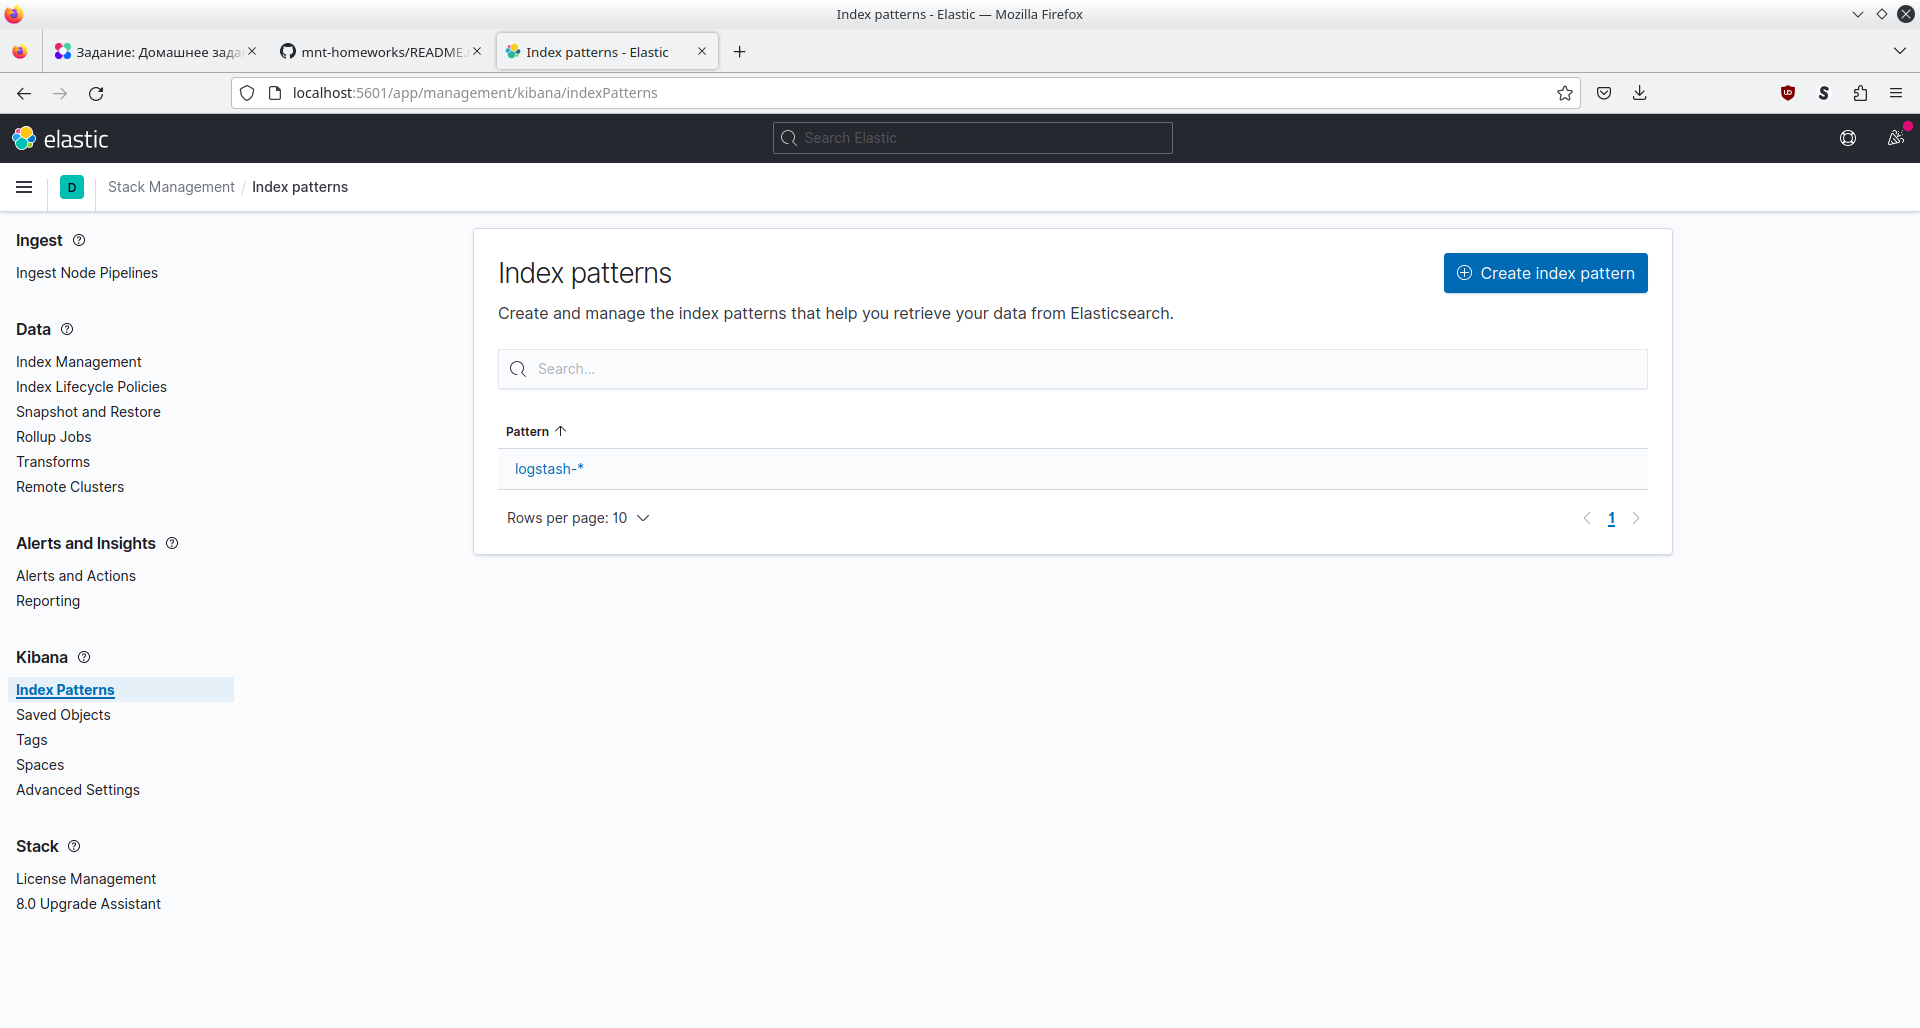 Index patterns - Elastic — Mozilla Firefox
Задание: Домашнее зада
mnt-homeworks/README.
Index patterns - Elastic
localhost:5601/app/management/kibana/indexPatterns
elastic
Search Elastic
D
Stack Management / Index patterns
Ingest
Ingest Node Pipelines
Data
Index Management
Index Lifecycle Policies
Snapshot and Restore
Rollup Jobs
Transforms
Remote Clusters
Alerts and Insights
Alerts and Actions
Reporting
Kibana
Index Patterns
Saved Objects
Tags
Spaces
Advanced Settings
Stack
License Management
8.0 Upgrade Assistant
Index patterns
Create index pattern
Create and manage the index patterns that help you retrieve your data from Elasticsearch.
Search...
Pattern
logstash-*
Rows per page: 10
1